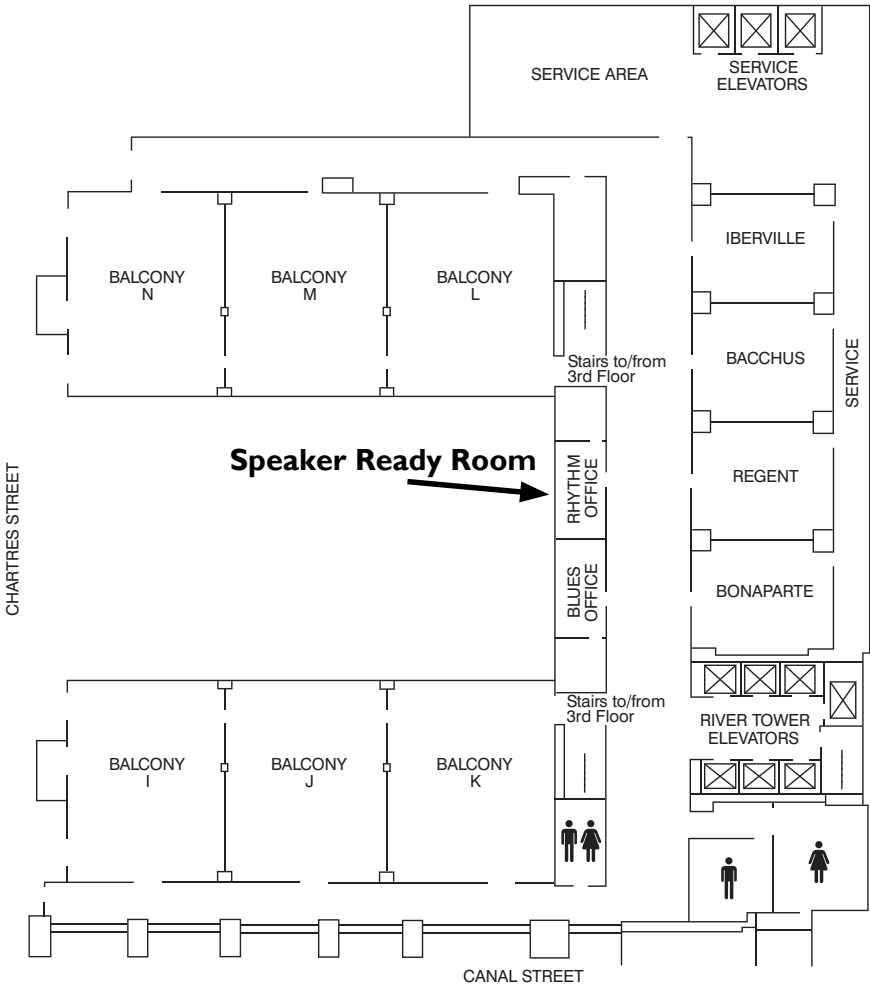 SERVICE AREA
SERVICE
ELEVATORS
IBERVILLE
BALCONY
N
BALCONY
M
BALCONY
L
Stairs to/from
3rd Floor
BACCHUS
SERVICE
Speaker Ready Room
RHYTHM
OFFICE
REGENT
CHARTRES STREET
BLUES
OFFICE
BONAPARTE
Stairs to/from
3rd Floor
RIVER TOWER
ELEVATORS
BALCONY
I
BALCONY
J
BALCONY
K
CANAL STREET